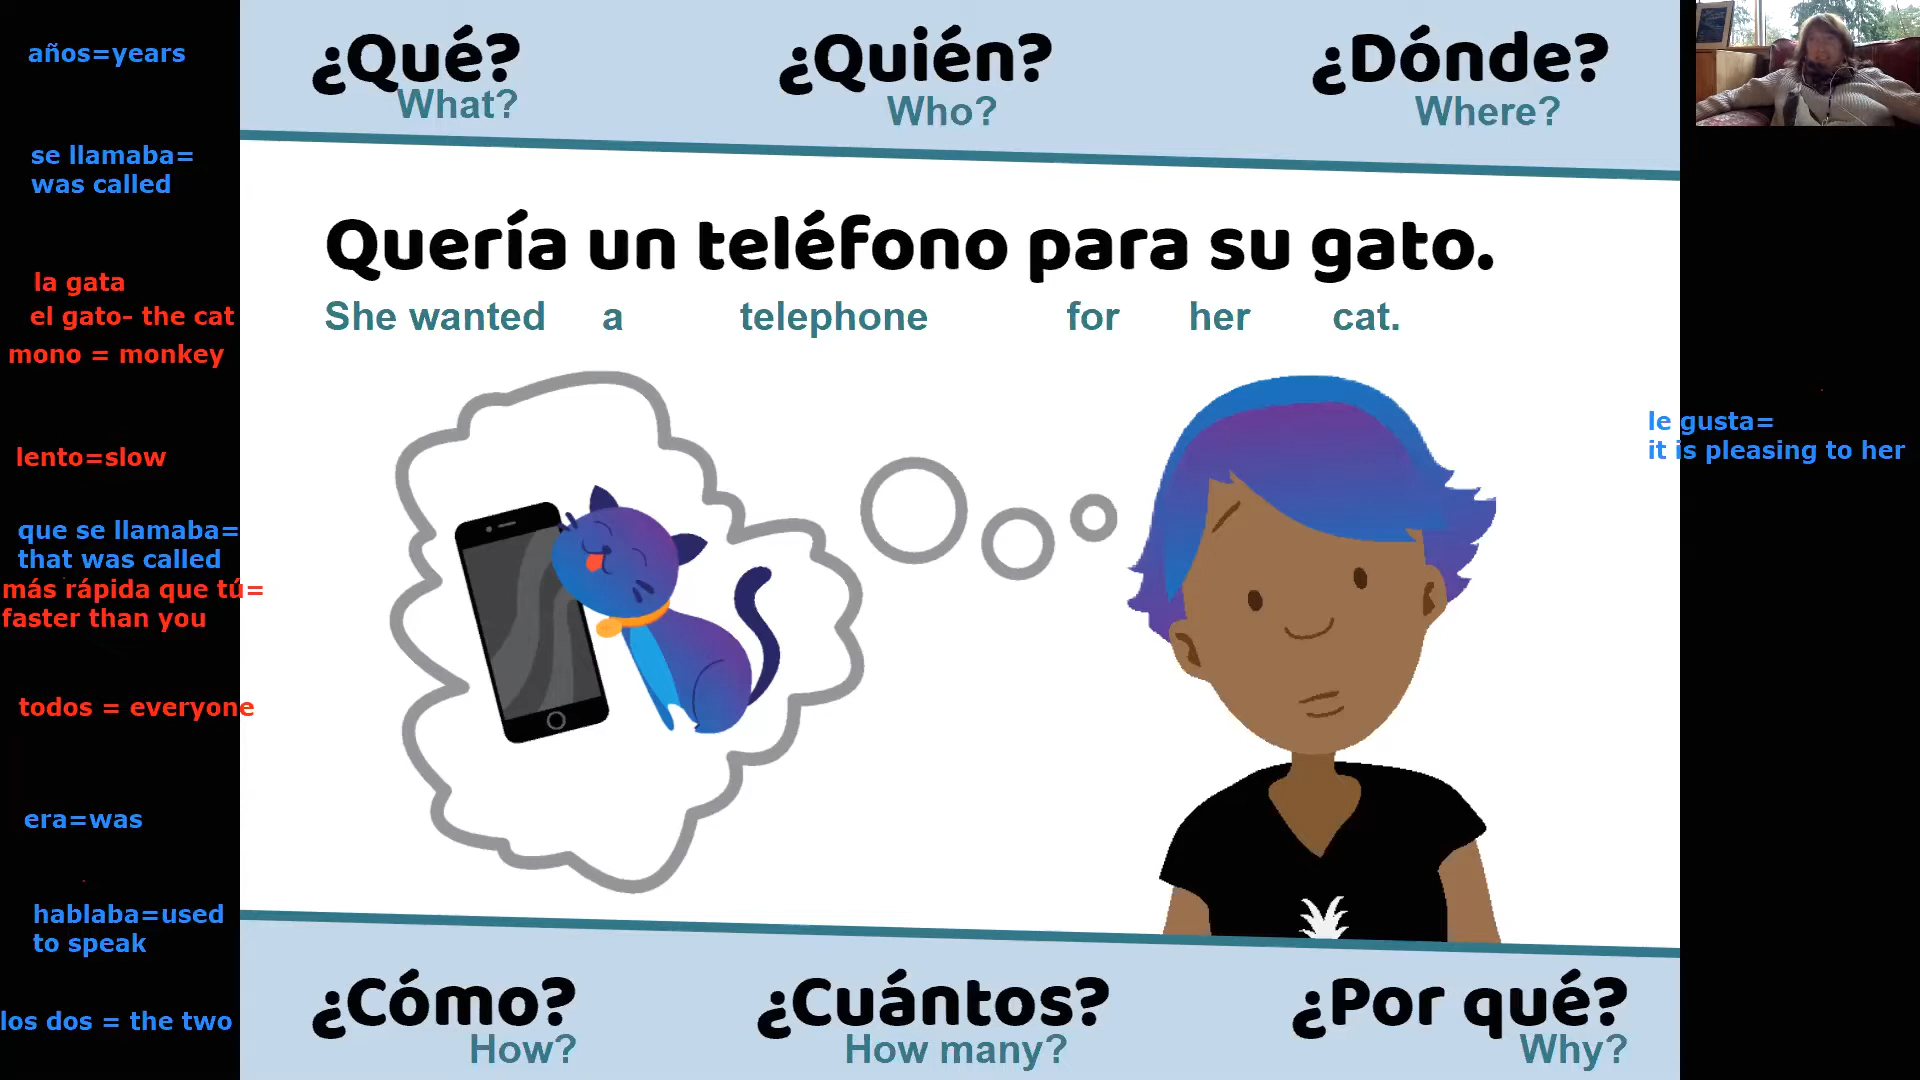 años=years
se llamaba=
was called
la gata
el gato- the cat
mono = monkey
lento=slow
que se llamaba=
that was called
más rápida que tú=
faster than you
todos = everyone
era=was
hablaba=used
to speak
los dos = the two
¿Qué? ¿Quién? ¿Dónde?
What? Who? Where?
Quería un teléfono para su gato.
She wanted a telephone for her cat.
¿Cómo? ¿Cuántos? ¿Por qué?
How? How many? Why?
le gusta=
it is pleasing to her